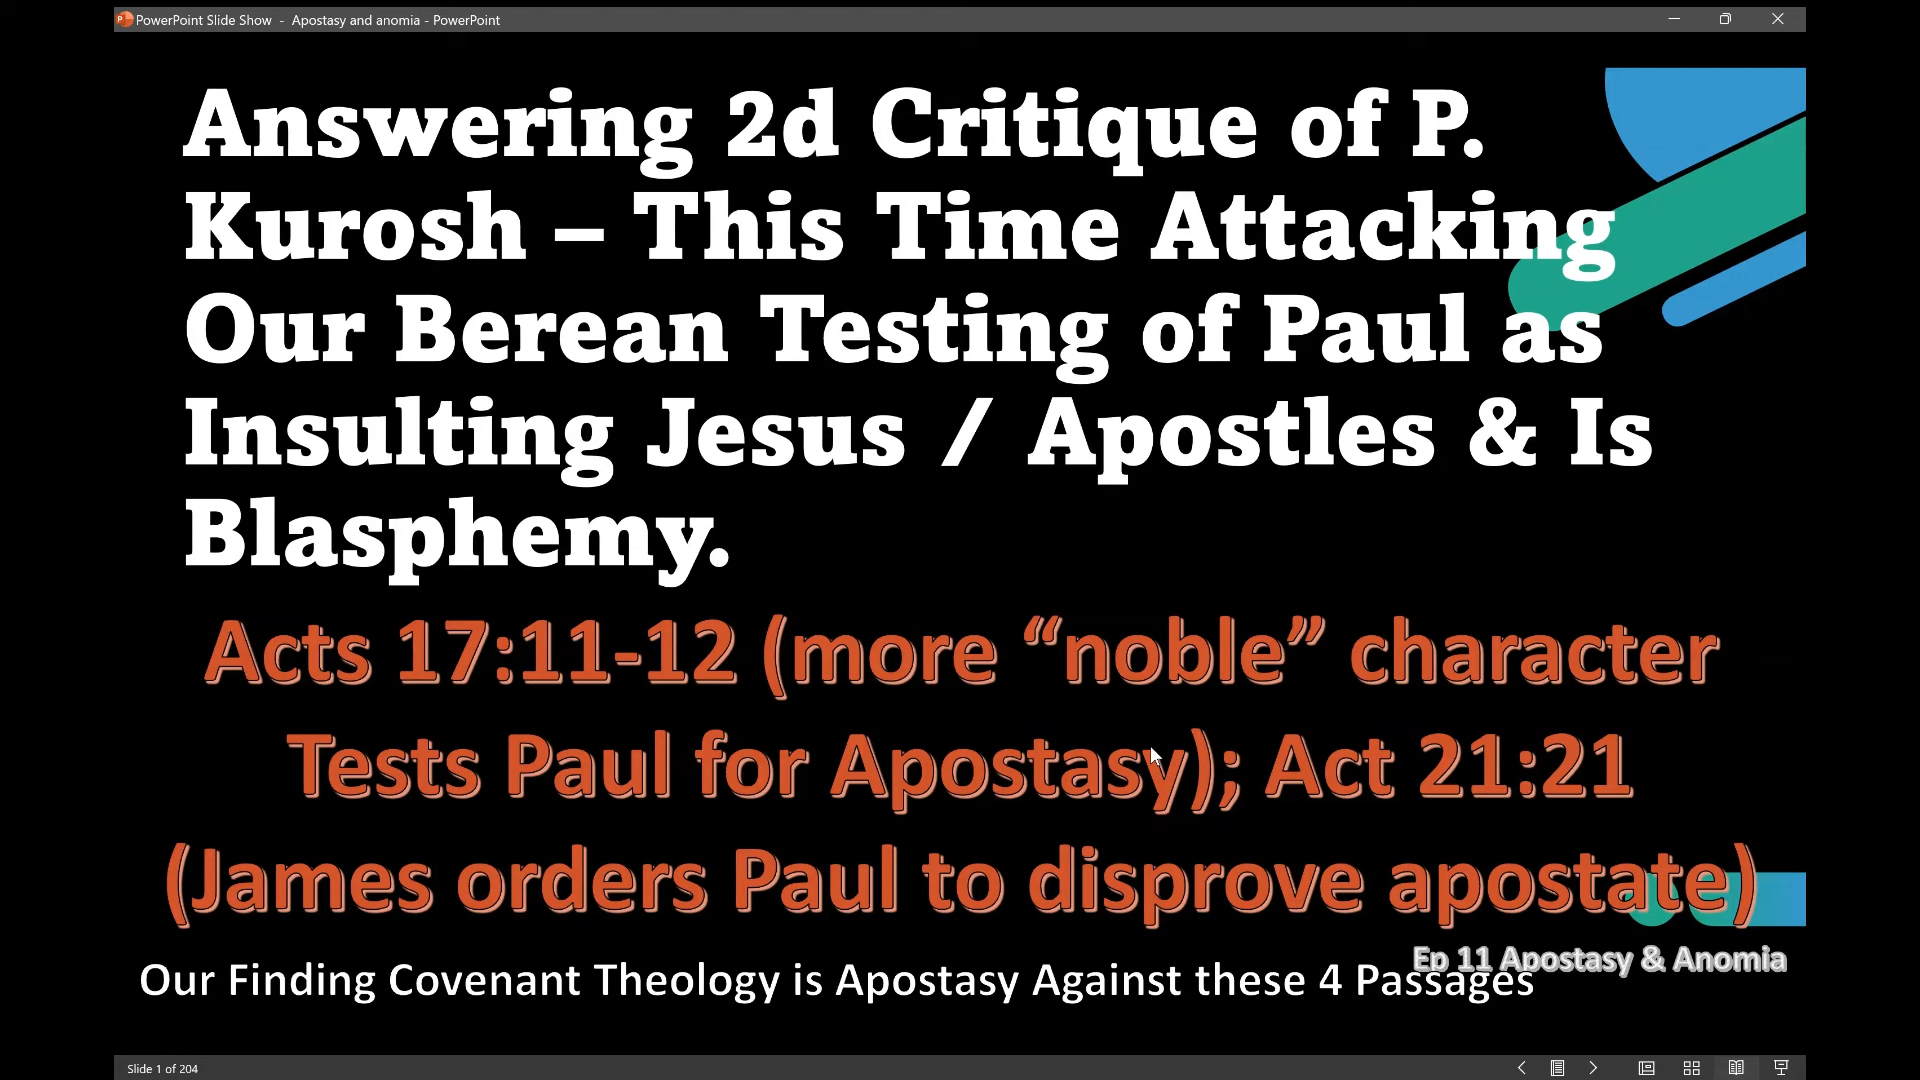 PowerPoint Slide Show - Apostasy and anomia - PowerPoint
Answering 2d Critique of P.
Kurosh – This Time Attacking
Our Berean Testing of Paul as
Insulting Jesus / Apostles & Is
Blasphemy.
Acts 17:11-12 (more “noble” character
Tests Paul for Apostasy); Act 21:21
(James orders Paul to disprove apostate)
Ep 11 Apostasy & Anomia
Our Finding Covenant Theology is Apostasy Against these 4 Passages
Slide 1 of 204